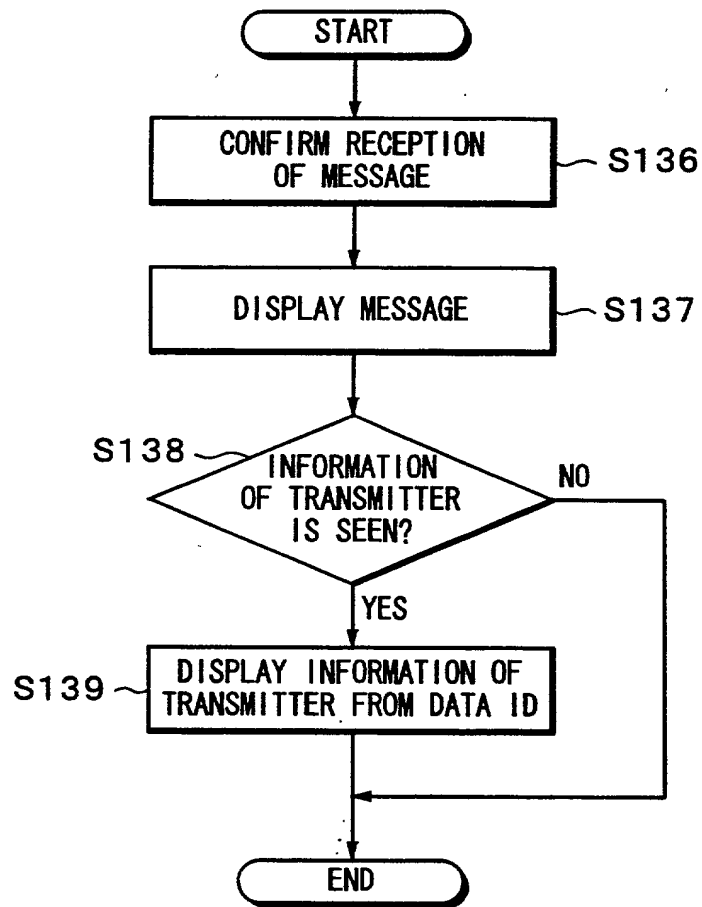 START
CONFIRM RECEPTION
OF MESSAGE
S136
DISPLAY MESSAGE
S137
S138
INFORMATION
OF TRANSMITTER
IS SEEN?
NO
YES
S139
DISPLAY INFORMATION OF
TRANSMITTER FROM DATA ID
END